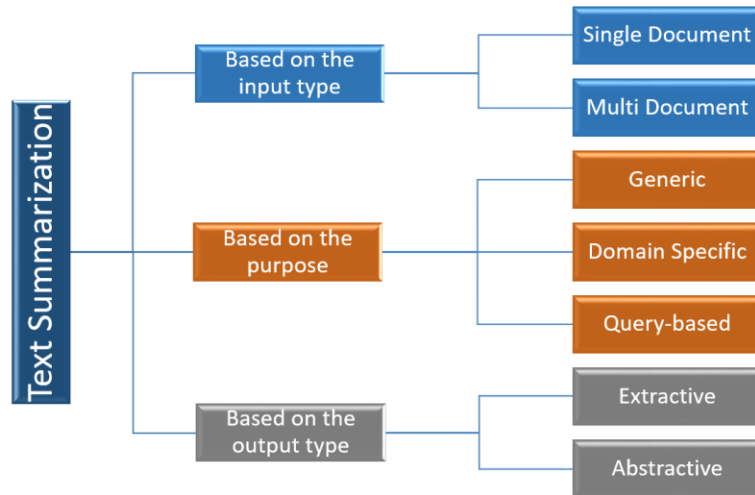 Text Summarization
Based on the
input type
Single Document
Multi Document
Based on the
purpose
Generic
Domain Specific
Query-based
Based on the
output type
Extractive
Abstractive